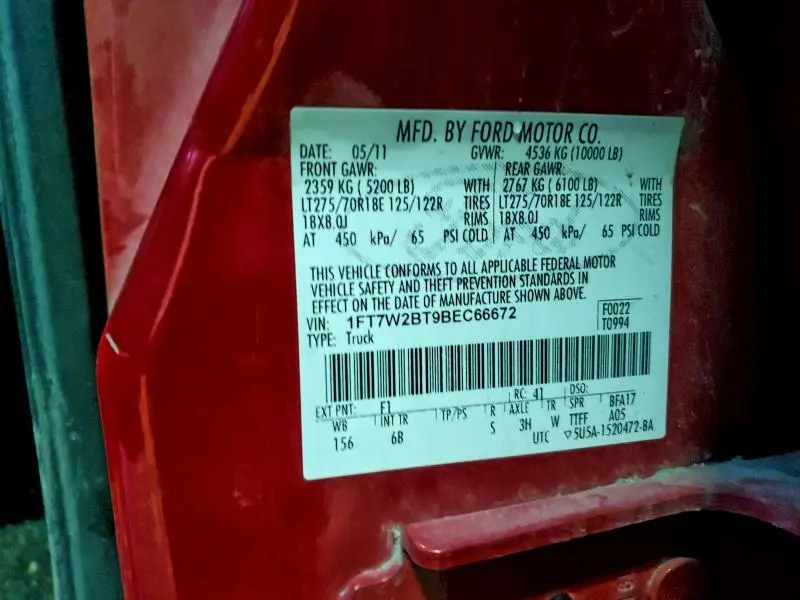 MFD. BY FORD MOTOR CO.
DATE: 05/11 GVWR: 4536 KG (10000 LB)
FRONT GAWR: REAR GAWR:
2359 KG ( 5200 LB) WITH 2767 KG ( 6100 LB) WITH
LT275/70R18E 125/122R TIRES LT275/70R18E 125/122R TIRES
18X8.0J RIMS 18X8.0J RIMS
AT 450 kPa/ 65 PSI COLD AT 450 kPa/ 65 PSI COLD
THIS VEHICLE CONFORMS TO ALL APPLICABLE FEDERAL MOTOR
VEHICLE SAFETY AND THEFT PREVENTION STANDARDS IN
EFFECT ON THE DATE OF MANUFACTURE SHOWN ABOVE.
VIN: 1FT7W2BT9BEC66672 F0022
TYPE: Truck T0994
EXT PNT: F1 RC: 41 DSO:
WB INT TR TP/PS R AXLE TR SPR BFA17
156 6B S 3H W TTFF A05
UTC ▽5U5A-1520472-BA